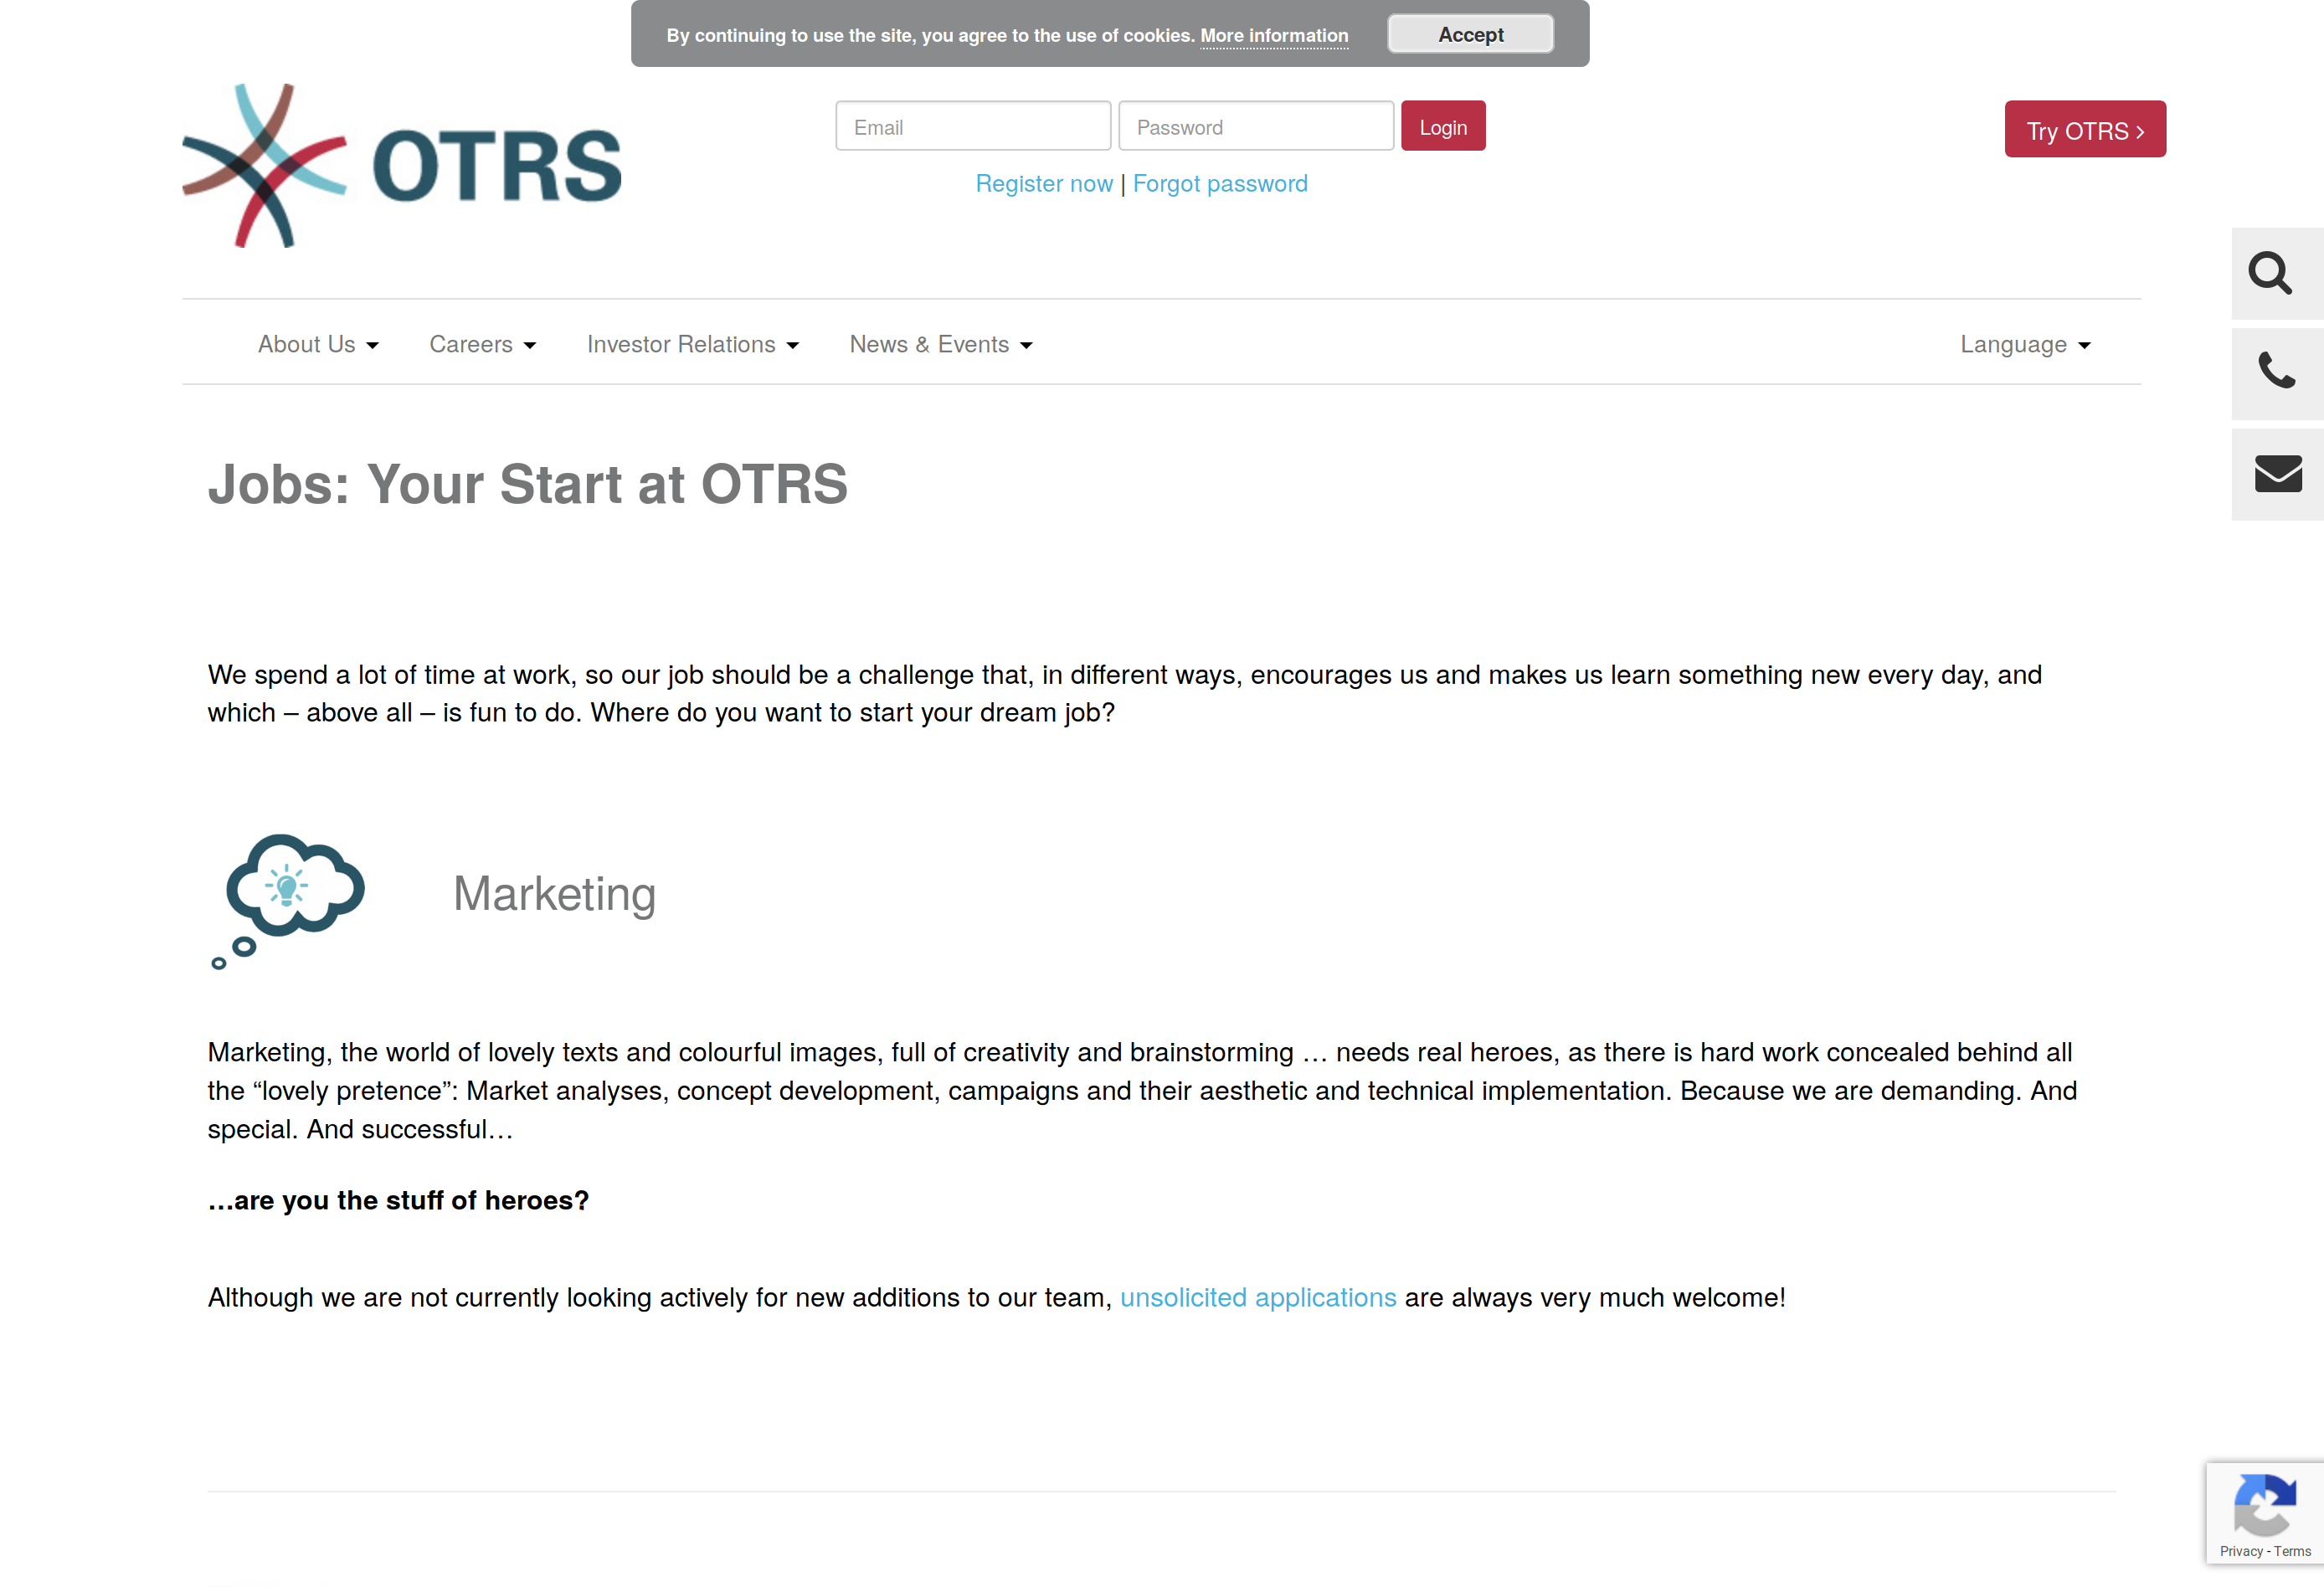 By continuing to use the site, you agree to the use of cookies. More information
Accept
OTRS
Email
Password
Login
Try OTRS ›
Register now | Forgot password
About Us
Careers
Investor Relations
News & Events
Language
Jobs: Your Start at OTRS
We spend a lot of time at work, so our job should be a challenge that, in different ways, encourages us and makes us learn something new every day, and
which – above all – is fun to do. Where do you want to start your dream job?
Marketing
Marketing, the world of lovely texts and colourful images, full of creativity and brainstorming … needs real heroes, as there is hard work concealed behind all
the “lovely pretence”: Market analyses, concept development, campaigns and their aesthetic and technical implementation. Because we are demanding. And
special. And successful…
…are you the stuff of heroes?
Although we are not currently looking actively for new additions to our team, unsolicited applications are always very much welcome!
Privacy - Terms